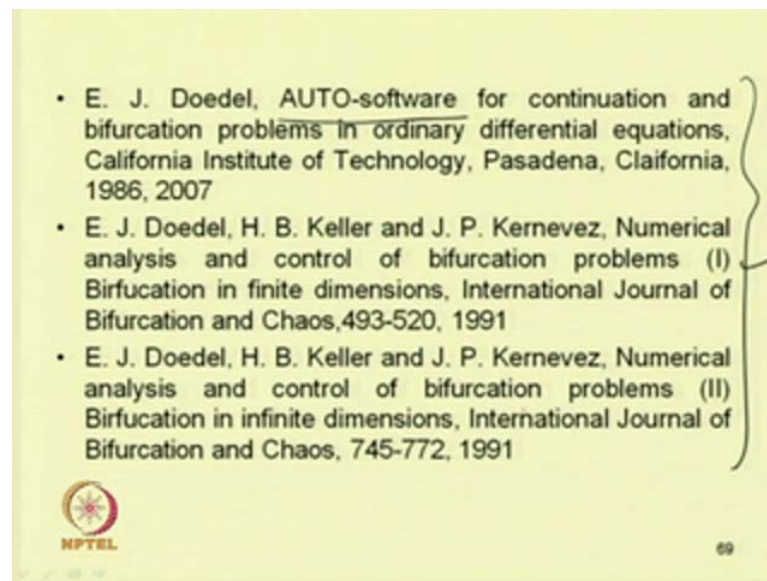 • E. J. Doedel, AUTO-software for continuation and
bifurcation problems in ordinary differential equations,
California Institute of Technology, Pasadena, Claifornia,
1986, 2007
• E. J. Doedel, H. B. Keller and J. P. Kernevez, Numerical
analysis and control of bifurcation problems (I)
Birfucation in finite dimensions, International Journal of
Bifurcation and Chaos,493-520, 1991
• E. J. Doedel, H. B. Keller and J. P. Kernevez, Numerical
analysis and control of bifurcation problems (II)
Birfucation in infinite dimensions, International Journal of
Bifurcation and Chaos, 745-772, 1991
NPTEL
69